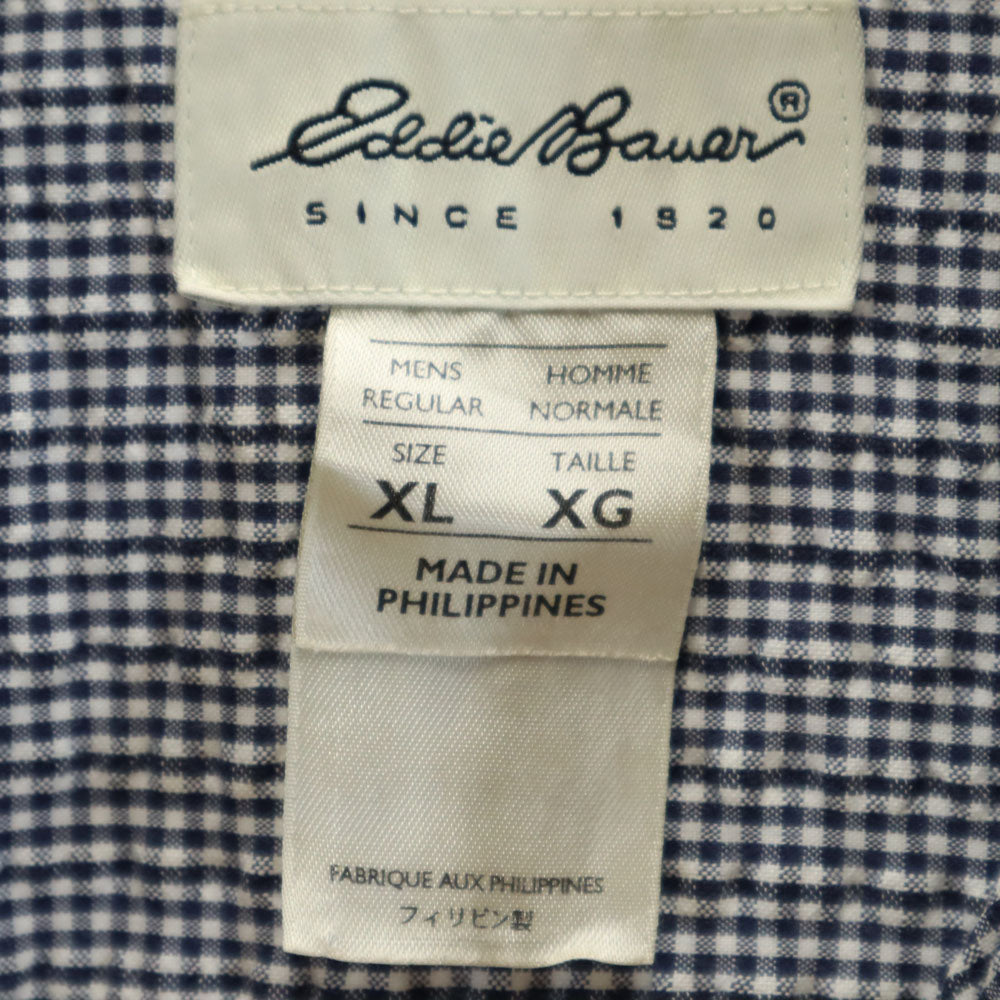 Eddie Bauer®
SINCE 1920
MENS HOMME
REGULAR NORMALE
SIZE TAILLE
XL XG
MADE IN
PHILIPPINES
FABRIQUE AUX PHILIPPINES
フィリピン製